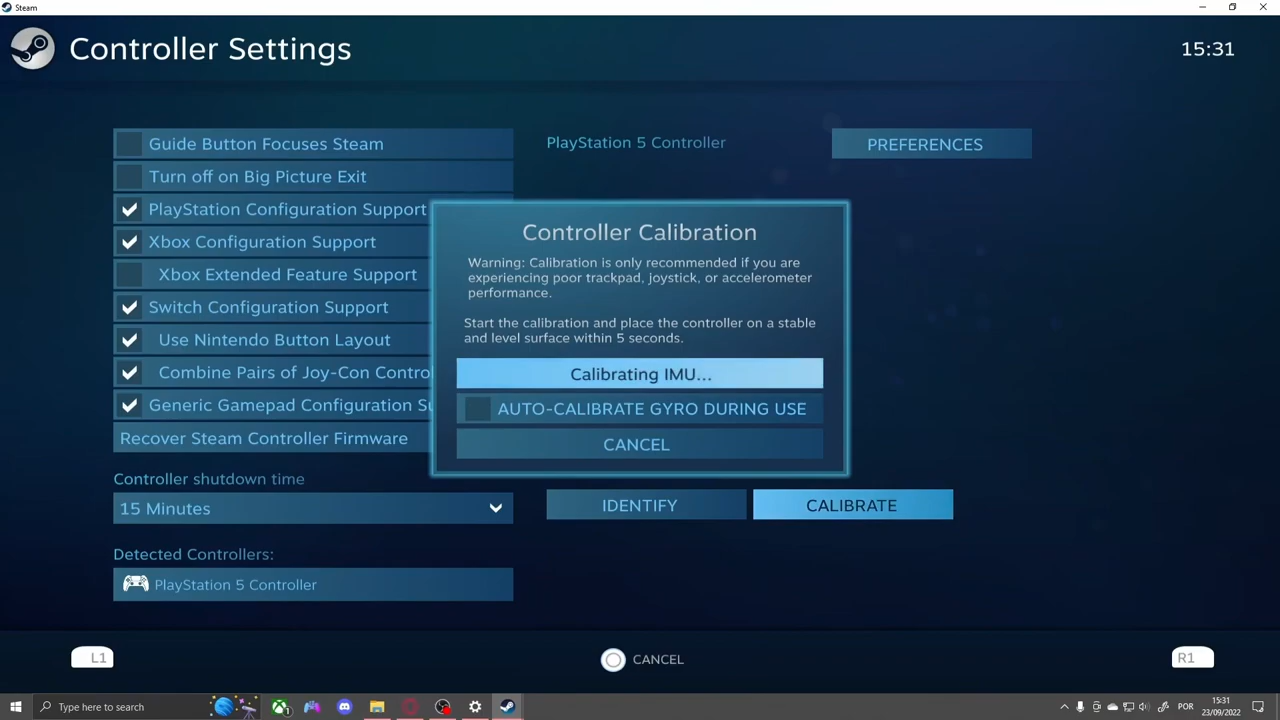 Steam
Controller Settings
15:31
Guide Button Focuses Steam
Turn off on Big Picture Exit
PlayStation Configuration Support
Xbox Configuration Support
Xbox Extended Feature Support
Switch Configuration Support
Use Nintendo Button Layout
Combine Pairs of Joy-Con Contro
Generic Gamepad Configuration Su
Recover Steam Controller Firmware
Controller shutdown time
15 Minutes
Detected Controllers:
PlayStation 5 Controller
PlayStation 5 Controller
PREFERENCES
Controller Calibration
Warning: Calibration is only recommended if you are
experiencing poor trackpad, joystick, or accelerometer
performance.
Start the calibration and place the controller on a stable
and level surface within 5 seconds.
Calibrating IMU...
AUTO-CALIBRATE GYRO DURING USE
CANCEL
IDENTIFY
CALIBRATE
L1
CANCEL
R1
Type here to search
POR
15:31
23/09/2022